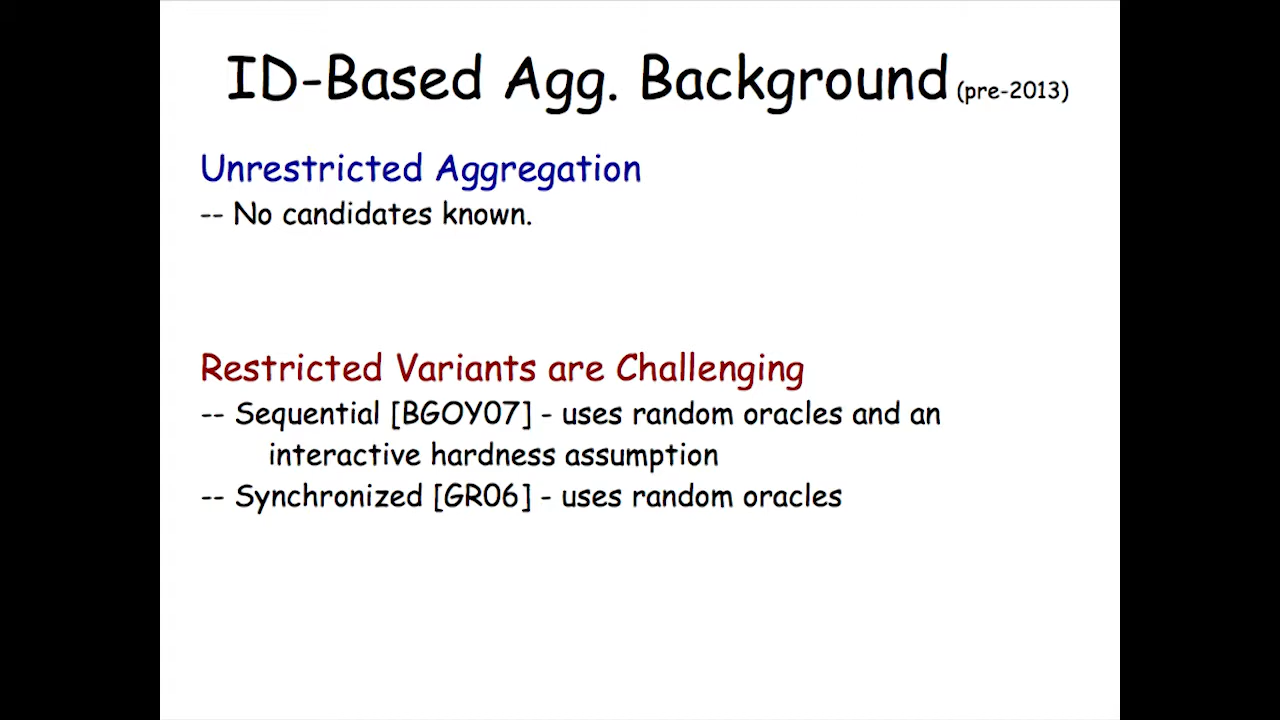 ID-Based Agg. Background (pre-2013)
Unrestricted Aggregation
-- No candidates known.
Restricted Variants are Challenging
-- Sequential [BGOY07] - uses random oracles and an
interactive hardness assumption
-- Synchronized [GR06] - uses random oracles